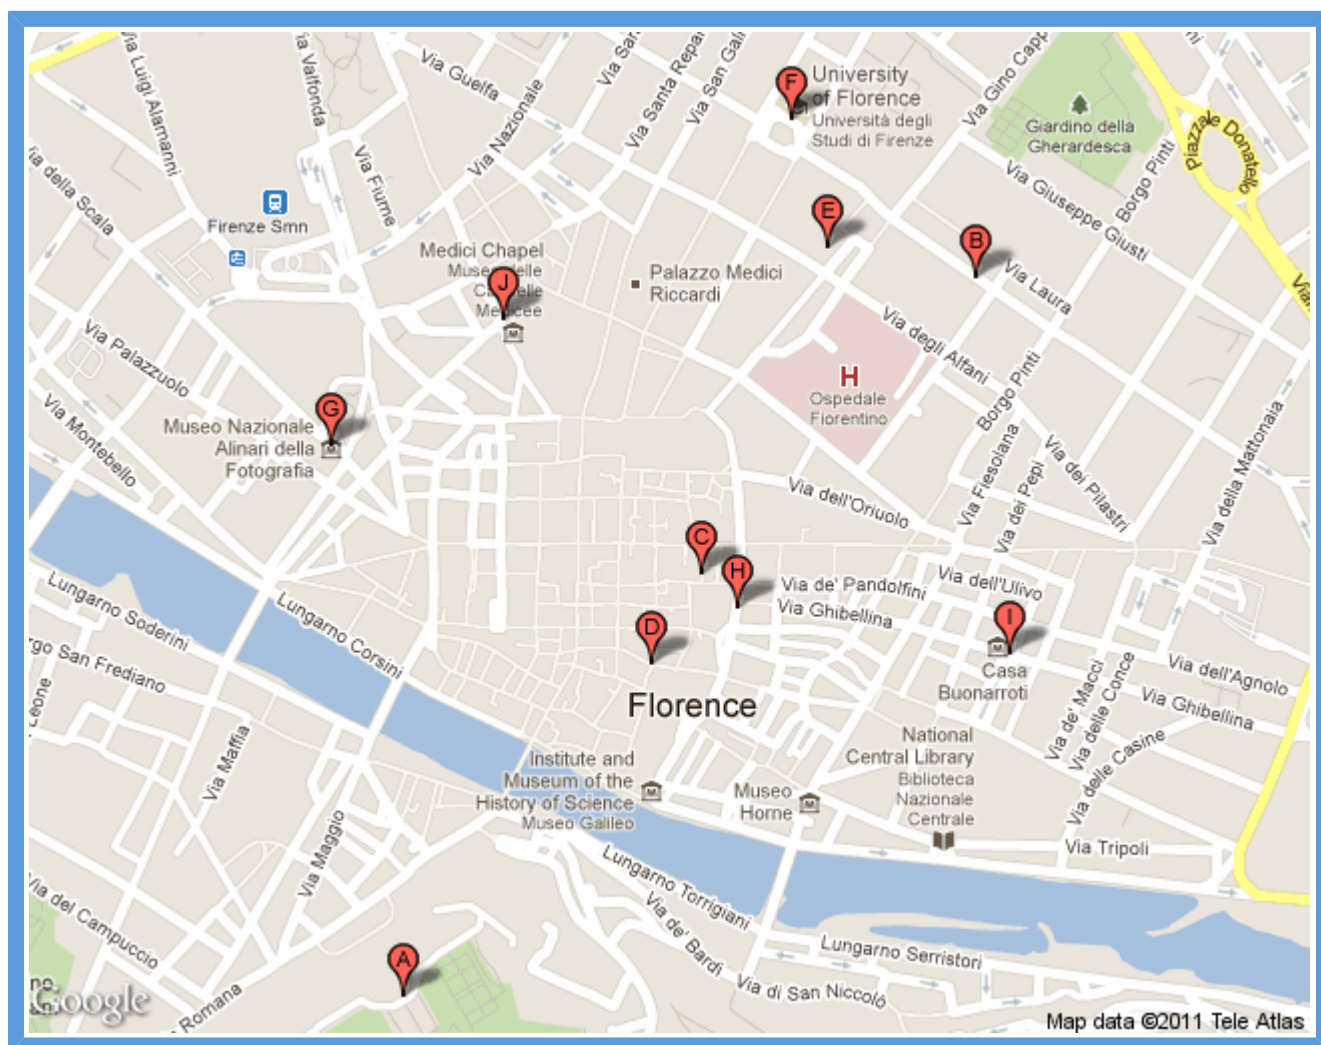 Via Luigi Alamanni
Via Valfonda
Via Guelfa
Via Santa Repar
Via San Gal
Via San
Via Nazionale
Via Fiume
Via della Scala
Firenze Smn
F
University
of Florence
Università degli
Studi di Firenze
Via Gino Capp
Giardino della
Gherardesca
Piazzale Donatello
Borgo Pinti
Via Giuseppe Giusti
E
B
Via Laura
Medici Chapel
J
Palazzo Medici
Riccardi
Via degli Alfani
H
Ospedale
Fiorentino
Borgo Pinti
Via Palazzuolo
Via Montebello
G
Museo Nazionale
Alinari della
Fotografia
Via dell'Oriuolo
Via Fiesolana
Via dei Pepi
Via dei Pilastri
Via della Mattonaia
C
H
Via de' Pandolfini
Via dell'Ulivo
Via Ghibellina
D
I
Casa
Buonarroti
Via de' Macci
Via delle Conce
Via dell'Agnolo
Via Ghibellina
Via delle Casine
Lungarno Soderini
Lungarno Corsini
rgo San Frediano
Leone
Via Maffia
Florence
National
Central Library
Biblioteca
Nazionale
Centrale
Institute and
Museum of the
History of Science
Museo Galileo
Museo
Horne
Via Tripoli
Via Maggio
Lungarno Torrigiani
Via de' Bardi
Lungarno Serristori
Via di San Niccolò
Via del Campuccio
A
Romana
Google
Map data ©2011 Tele Atlas